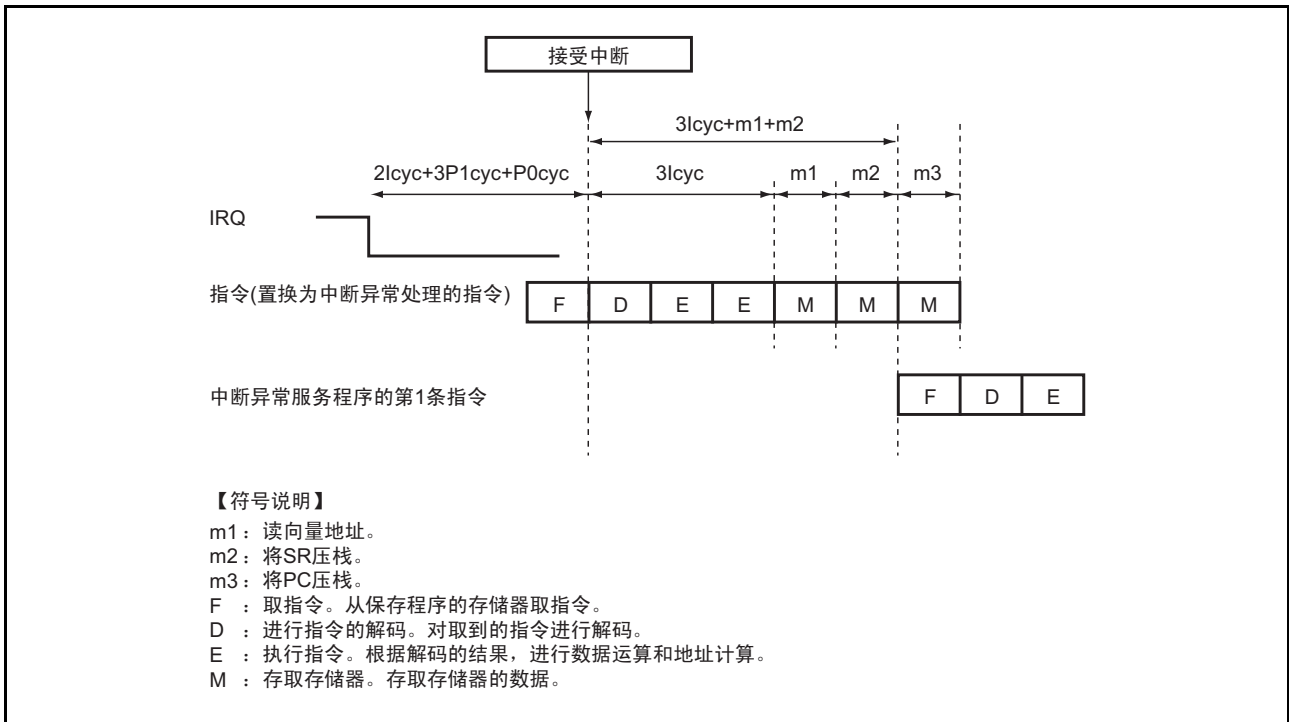 接受中断
3Icyc+m1+m2
2Icyc+3P1cyc+P0cyc 3Icyc m1 m2 m3
IRQ
指令(置换为中断异常处理的指令) F D E E M M M
中断异常服务程序的第1条指令 F D E
【符号说明】
m1：读向量地址。
m2：将SR压栈。
m3：将PC压栈。
F ：取指令。从保存程序的存储器取指令。
D ：进行指令的解码。对取到的指令进行解码。
E ：执行指令。根据解码的结果，进行数据运算和地址计算。
M ：存取存储器。存取存储器的数据。